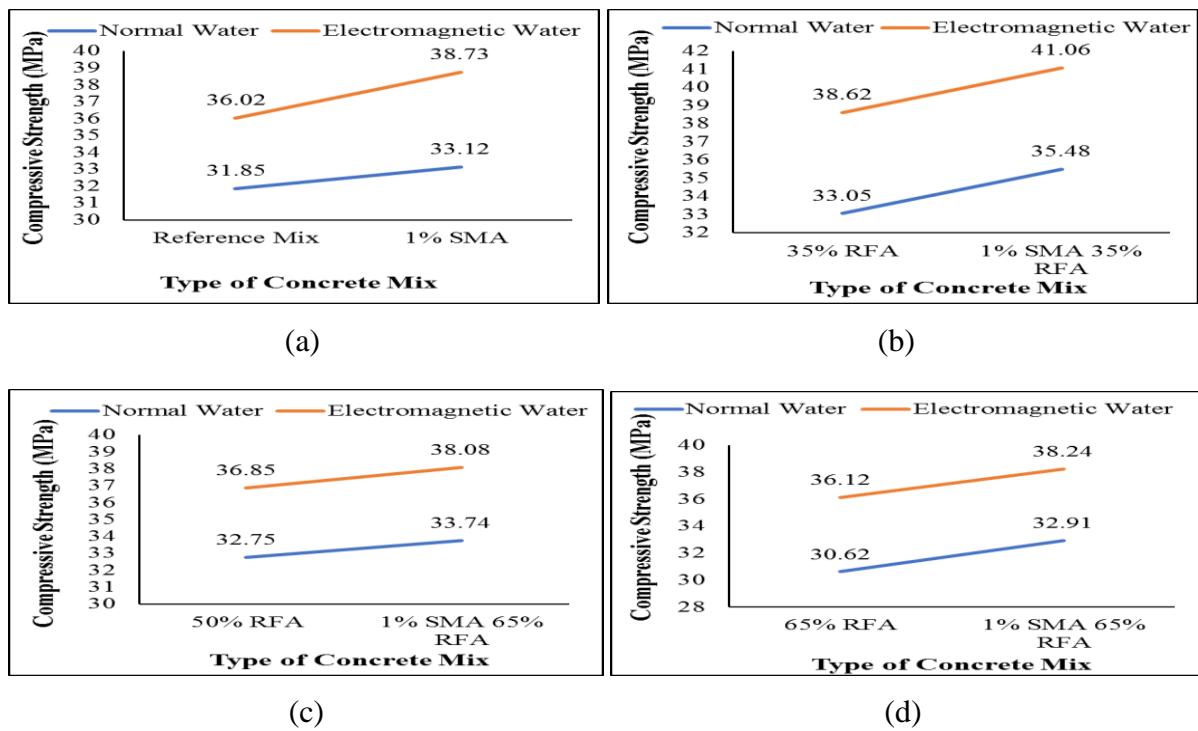 Normal Water Electromagnetic Water
Compressive Strength (MPa)
40
39
38
37
36
35
34
33
32
31
30
36.02
38.73
31.85
33.12
Reference Mix 1% SMA
Type of Concrete Mix
(a)
Normal Water Electromagnetic Water
Compressive Strength (MPa)
42
41
40
39
38
37
36
35
34
33
32
38.62
41.06
33.05
35.48
35% RFA 1% SMA 35%
RFA
Type of Concrete Mix
(b)
Normal Water Electromagnetic Water
Compressive Strength (MPa)
40
39
38
37
36
35
34
33
32
31
30
36.85
38.08
32.75
33.74
50% RFA 1% SMA 65%
RFA
Type of Concrete Mix
(c)
Normal Water Electromagnetic Water
Compressive Strength (MPa)
40
38
36
34
32
30
28
36.12
38.24
30.62
32.91
65% RFA 1% SMA 65%
RFA
Type of Concrete Mix
(d)